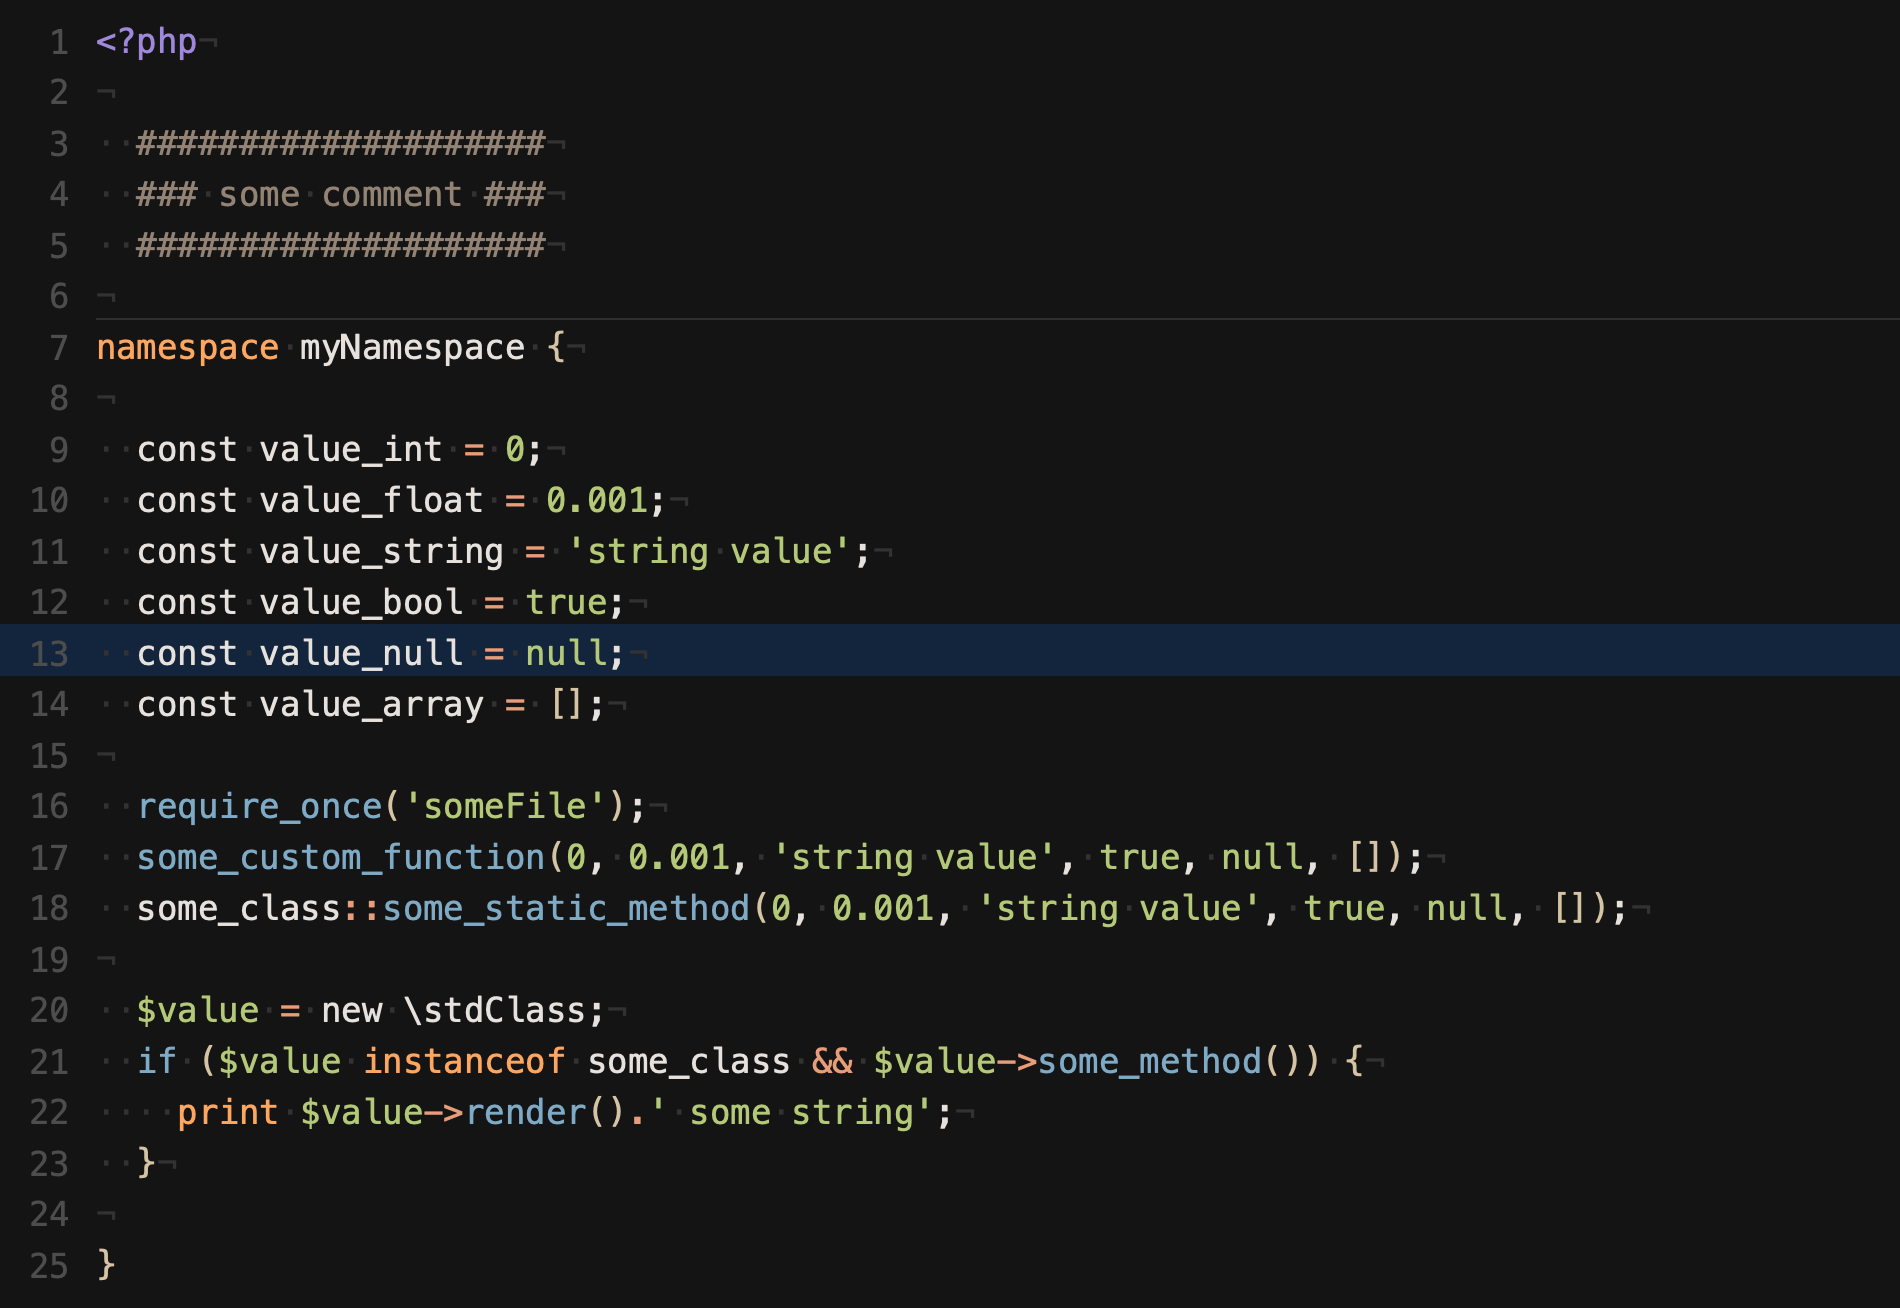 1 <?php¬
2 ¬
3 ··####################¬
4 ··###·some·comment·###¬
5 ··####################¬
6 ¬
7 namespace·myNamespace·{¬
8 ¬
9 ··const·value_int·=·0;¬
10 ··const·value_float·=·0.001;¬
11 ··const·value_string·=·'string·value';¬
12 ··const·value_bool·=·true;¬
13 ··const·value_null·=·null;¬
14 ··const·value_array·=·[];¬
15 ¬
16 ··require_once('someFile');¬
17 ··some_custom_function(0,·0.001,·'string·value',·true,·null,·[]);¬
18 ··some_class::some_static_method(0,·0.001,·'string·value',·true,·null,·[]);¬
19 ¬
20 ··$value·=·new·\stdClass;¬
21 ··if·($value·instanceof·some_class·&&·$value->some_method())·{¬
22 ····print·$value->render().'·some·string';¬
23 ··}¬
24 ¬
25 }